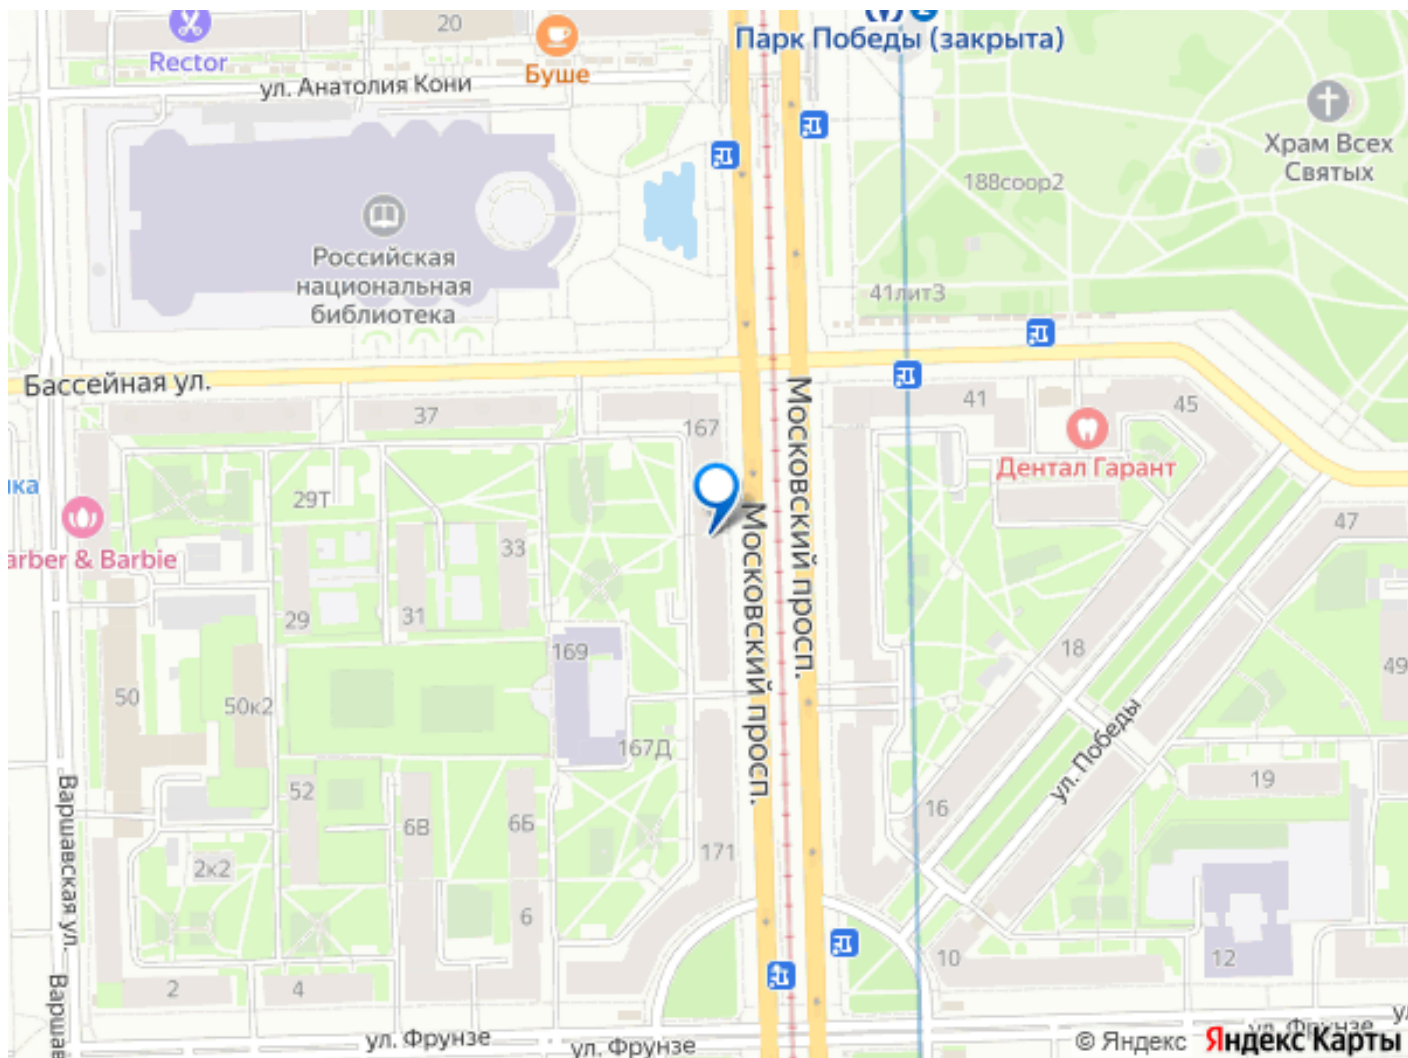 20
Rector
Буше
Парк Победы (закрыта)
ул. Анатолия Кони
Храм Всех
Святых
188соор2
Российская
национальная
библиотека
41лит3
Бассейная ул.
37
167
41
45
Московский просп.
Дентал Гарант
29Т
33
47
Московский просп.
29
31
169
18
49
50
50к2
167Д
ул. Победы
19
52
6В
6Б
16
Варшавская ул.
2к2
171
6
10
12
2
4
ул. Фрунзе
ул. Фрунзе
ул. Фрунзе
© Яндекс
Яндекс Карты